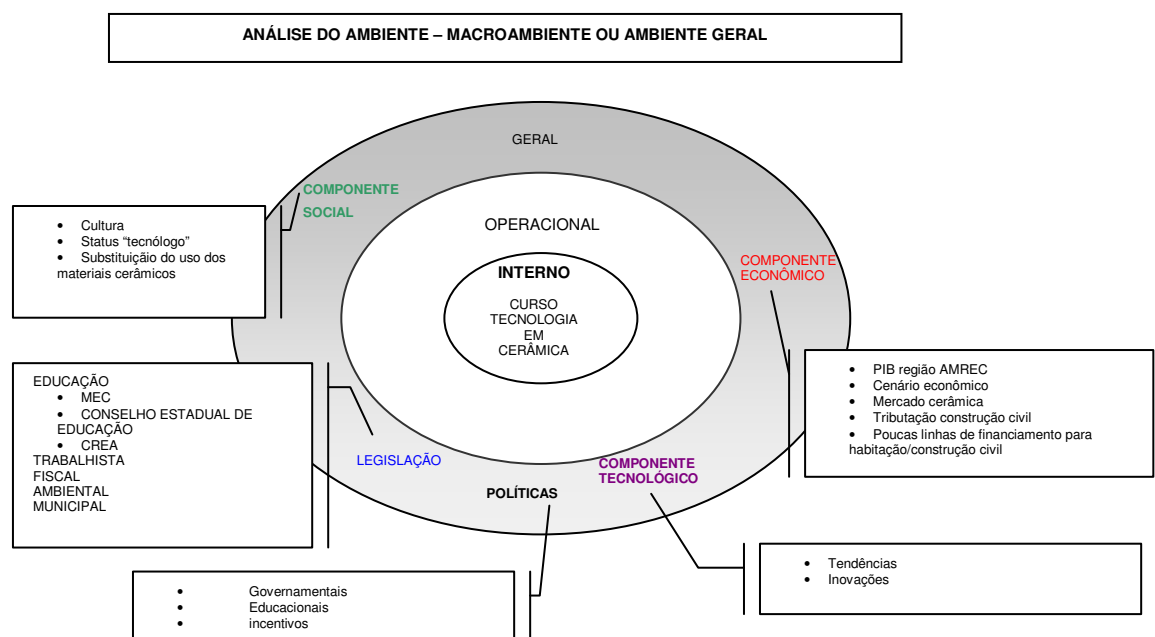 ANÁLISE DO AMBIENTE – MACROAMBIENTE OU AMBIENTE GERAL
GERAL
COMPONENTE
SOCIAL
• Cultura
• Status “tecnólogo”
• Substituiçãio do uso dos
materiais cerâmicos
OPERACIONAL
INTERNO
CURSO
TECNOLOGIA
EM
CERÂMICA
COMPONENTE
ECONÔMICO
• PIB região AMREC
• Cenário econômico
• Mercado cerâmica
• Tributação construção civil
• Poucas linhas de financiamento para
habitação/construção civil
EDUCAÇÃO
• MEC
• CONSELHO ESTADUAL DE
EDUCAÇÃO
• CREA
TRABALHISTA
FISCAL
AMBIENTAL
MUNICIPAL
LEGISLAÇÃO
COMPONENTE
TECNOLÓGICO
POLÍTICAS
• Tendências
• Inovações
• Governamentais
• Educacionais
• incentivos